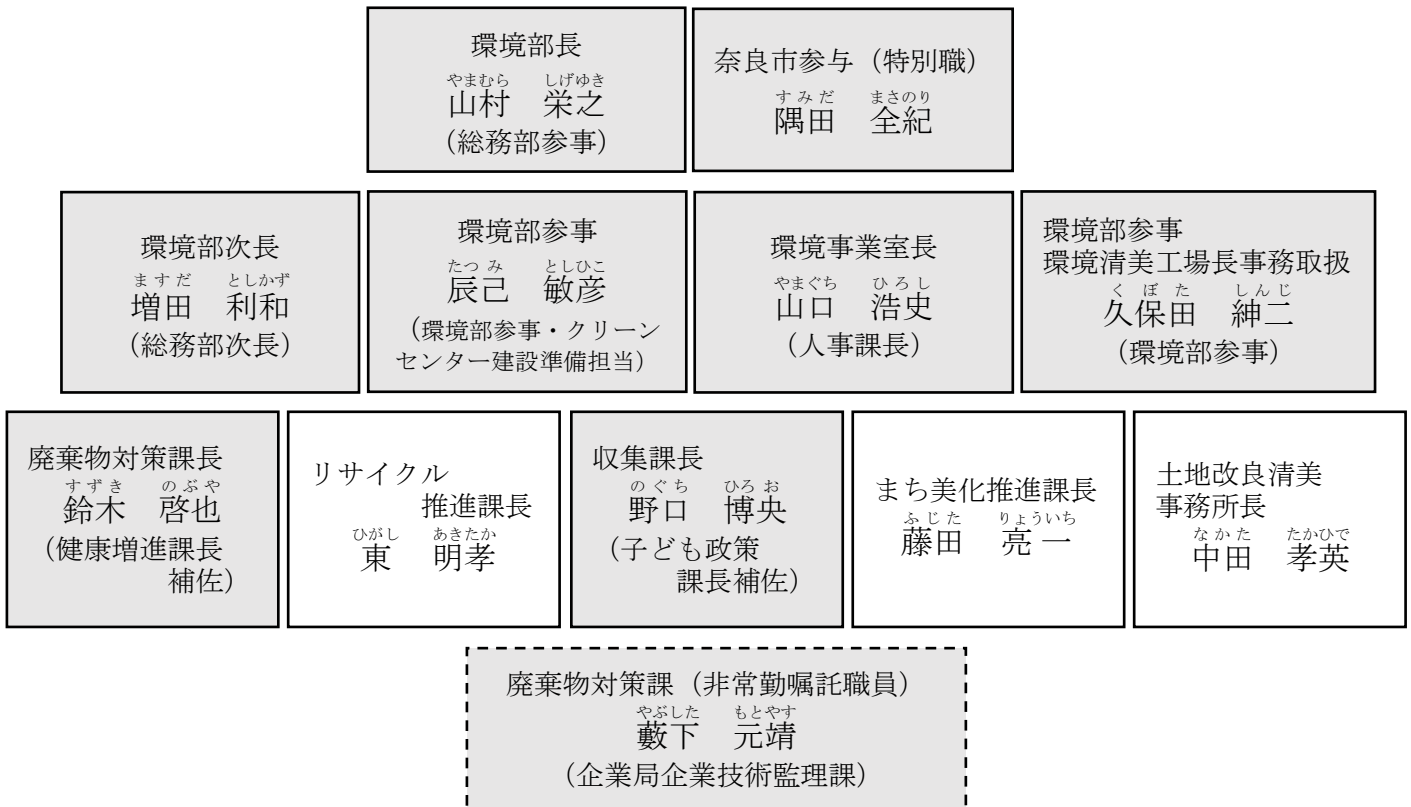 環境部長
やまむら しげゆき
山村 栄之
(総務部参事)
奈良市参与（特別職）
すみだ まさのり
隅田 全紀
環境部次長
ますだ としかず
増田 利和
(総務部次長)
環境部参事
たつみ としひこ
辰己 敏彦
(環境部参事・クリーン
センター建設準備担当)
環境事業室長
やまぐち ひろし
山口 浩史
(人事課長)
環境部参事
環境清美工場長事務取扱
くぼた しんじ
久保田 紳二
(環境部参事)
廃棄物対策課長
すずき のぶや
鈴木 啓也
(健康増進課長
補佐)
リサイクル
推進課長
ひがし あきたか
東 明孝
収集課長
のぐち ひろお
野口 博央
(子ども政策
課長補佐)
まち美化推進課長
ふじた りょういち
藤田 亮一
土地改良清美
事務所長
なかた たかひで
中田 孝英
廃棄物対策課（非常勤嘱託職員）
やぶした もとやす
藪下 元靖
(企業局企業技術監理課)